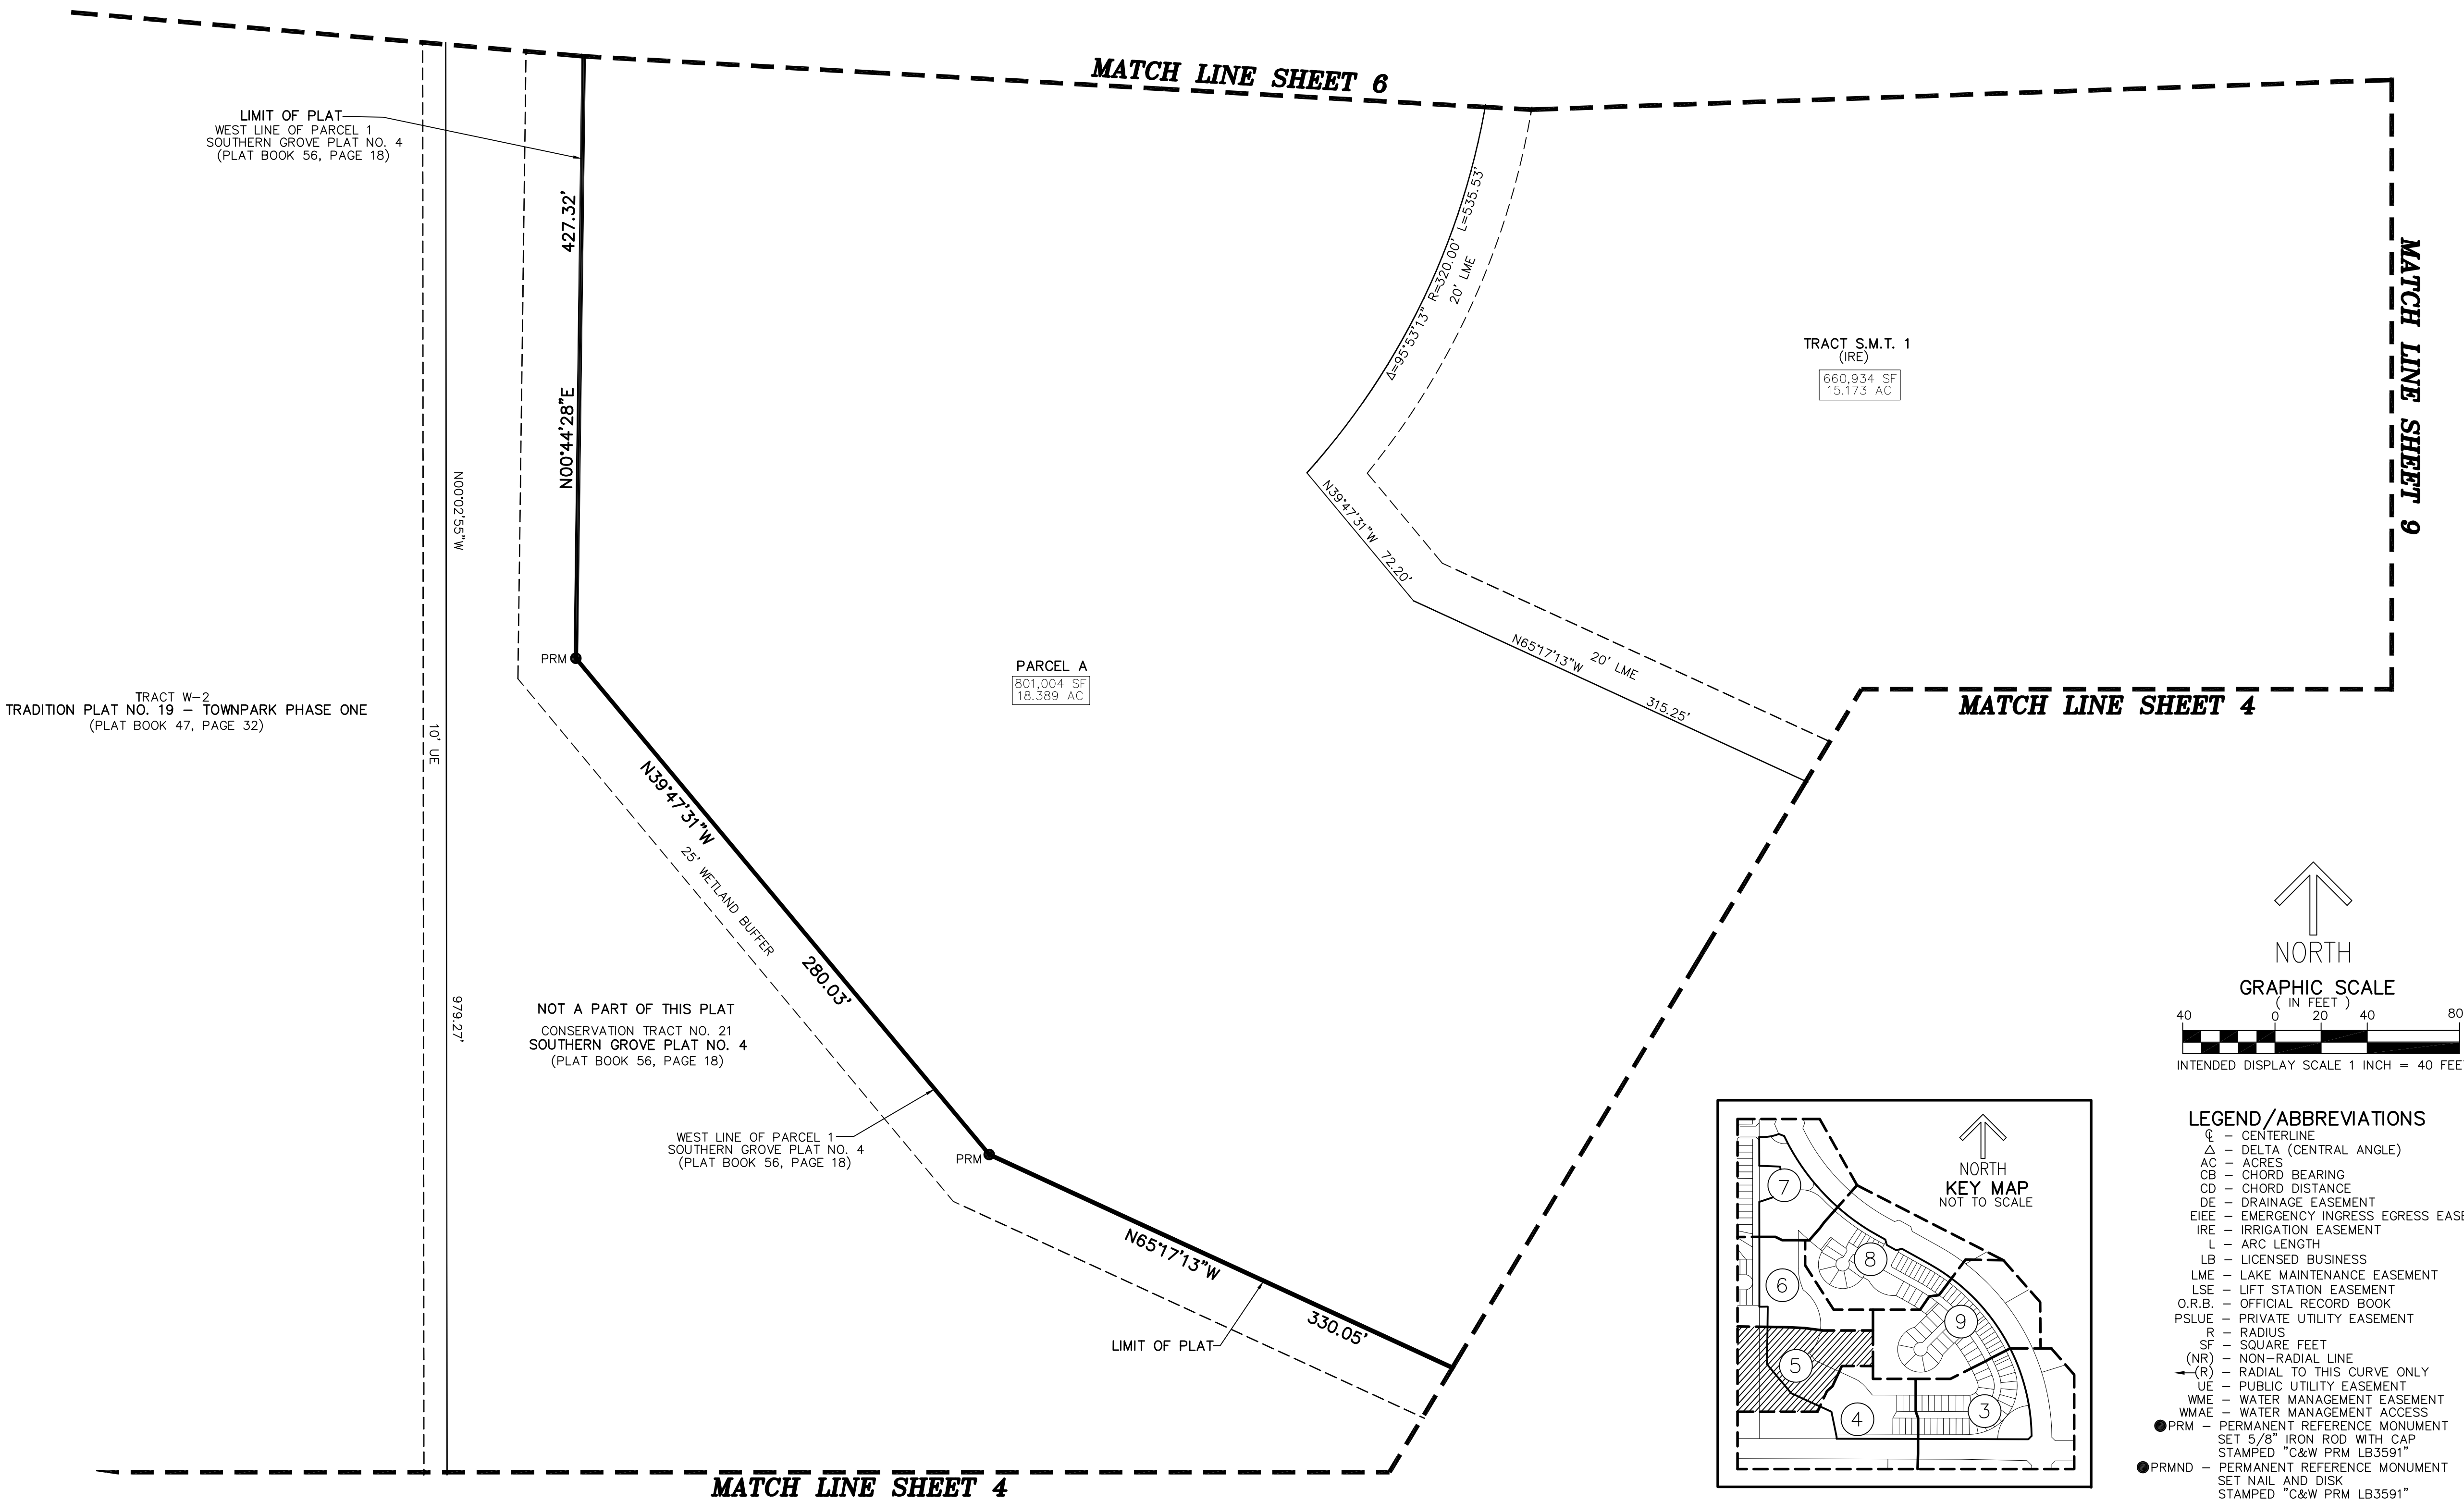 MATCH LINE SHEET 6
LIMIT OF PLAT
WEST LINE OF PARCEL 1
SOUTHERN GROVE PLAT NO. 4
(PLAT BOOK 56, PAGE 18)
427.32'
N00°44'28"E
N00°02'55"W
979.27'
10' UE
Δ=95°53'13" R=320.00' L=535.53'
20' LME
TRACT S.M.T. 1
(IRE)
660,934 SF
15.173 AC
MATCH LINE SHEET 9
N39°47'31"W 72.20'
N65°17'13"W 315.25'
20' LME
PRM
PARCEL A
801,004 SF
18.389 AC
MATCH LINE SHEET 4
TRACT W-2
TRADITION PLAT NO. 19 - TOWNPARK PHASE ONE
(PLAT BOOK 47, PAGE 32)
N39°47'31"W
280.03'
25' WETLAND BUFFER
NOT A PART OF THIS PLAT
CONSERVATION TRACT NO. 21
SOUTHERN GROVE PLAT NO. 4
(PLAT BOOK 56, PAGE 18)
WEST LINE OF PARCEL 1
SOUTHERN GROVE PLAT NO. 4
(PLAT BOOK 56, PAGE 18)
PRM
N65°17'13"W
330.05'
LIMIT OF PLAT
MATCH LINE SHEET 4
NORTH
GRAPHIC SCALE
( IN FEET )
40 0 20 40 80
INTENDED DISPLAY SCALE 1 INCH = 40 FEE
NORTH
KEY MAP
NOT TO SCALE
7
8
6
9
5
4
3
LEGEND/ABBREVIATIONS
℄ - CENTERLINE
Δ - DELTA (CENTRAL ANGLE)
AC - ACRES
CB - CHORD BEARING
CD - CHORD DISTANCE
DE - DRAINAGE EASEMENT
EIEE - EMERGENCY INGRESS EGRESS EASE
IRE - IRRIGATION EASEMENT
L - ARC LENGTH
LB - LICENSED BUSINESS
LME - LAKE MAINTENANCE EASEMENT
LSE - LIFT STATION EASEMENT
O.R.B. - OFFICIAL RECORD BOOK
PSLUE - PRIVATE UTILITY EASEMENT
R - RADIUS
SF - SQUARE FEET
(NR) - NON-RADIAL LINE
(R) - RADIAL TO THIS CURVE ONLY
UE - PUBLIC UTILITY EASEMENT
WME - WATER MANAGEMENT EASEMENT
WMAE - WATER MANAGEMENT ACCESS
PRM - PERMANENT REFERENCE MONUMENT
SET 5/8" IRON ROD WITH CAP
STAMPED "C&W PRM LB3591"
PRMND - PERMANENT REFERENCE MONUMENT
SET NAIL AND DISK
STAMPED "C&W PRM LB3591"